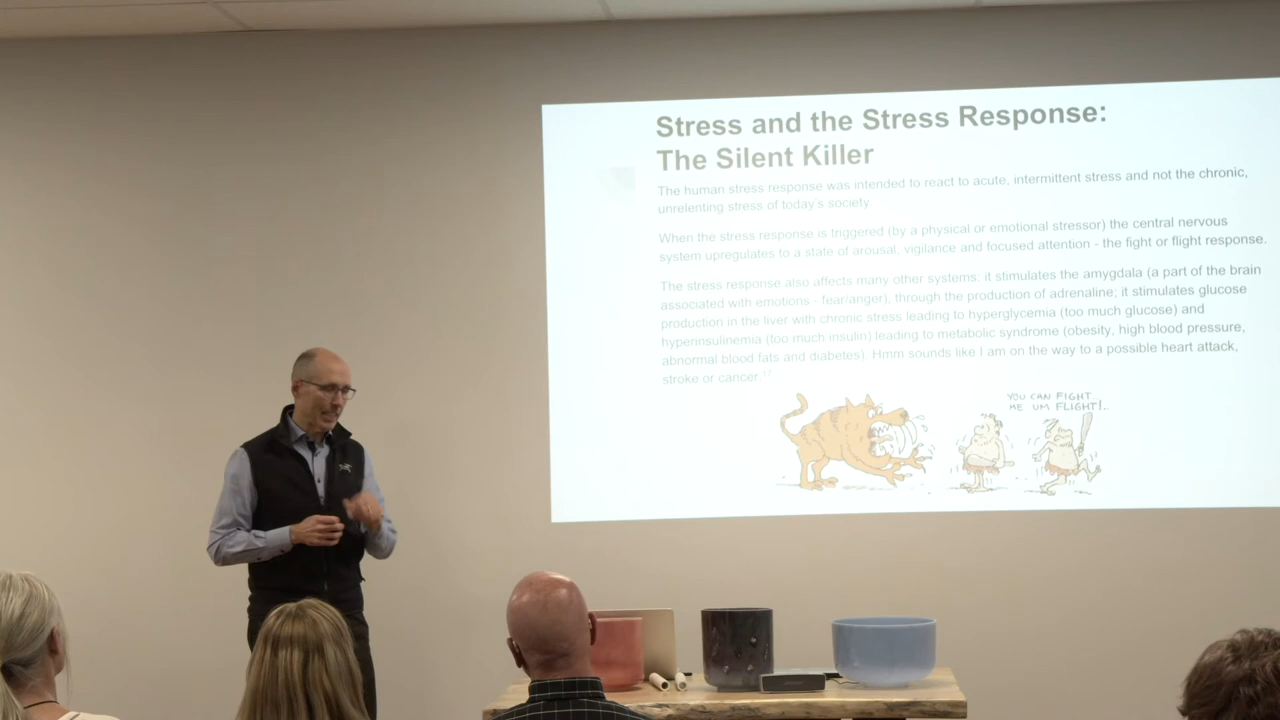 Stress and the Stress Response:
The Silent Killer
The human stress response was intended to react to acute, intermittent stress and not the chronic,
unrelenting stress of today's society
When the stress response is triggered (by a physical or emotional stressor) the central nervous
system upregulates to a state of arousal, vigilance and focused attention - the fight or flight response.
The stress response also affects many other systems: it stimulates the amygdala (a part of the brain
associated with emotions - fear/anger), through the production of adrenaline; it stimulates glucose
production in the liver with chronic stress leading to hyperglycemia (too much glucose) and
hyperinsulinemia (too much insulin) leading to metabolic syndrome (obesity, high blood pressure,
abnormal blood fats and diabetes). Hmm sounds like I am on the way to a possible heart attack,
stroke or cancer.17
YOU CAN FIGHT..
ME UM FLIGHT!..